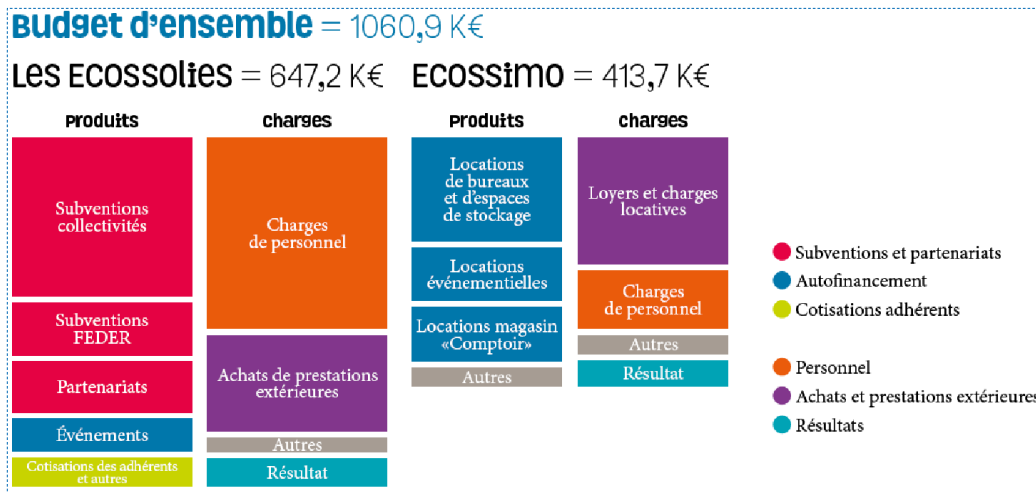 Budget d'ensemble = 1060,9 K€
Les Ecossolies = 647,2 K€
Ecossimo = 413,7 K€
Produits
Charges
Produits
Charges
Subventions
collectivités
Subventions
FEDER
Partenariats
Événements
Cotisations des adhérents
et autres
Charges
de personnel
Achats de prestations
extérieures
Autres
Résultat
Locations
de bureaux
et d'espaces
de stockage
Locations
événementielles
Locations magasin
«Comptoir»
Autres
Loyers et charges
locatives
Charges
de personnel
Autres
Résultat
Subventions et partenariats
Autofinancement
Cotisations adhérents
Personnel
Achats et prestations extérieures
Résultats